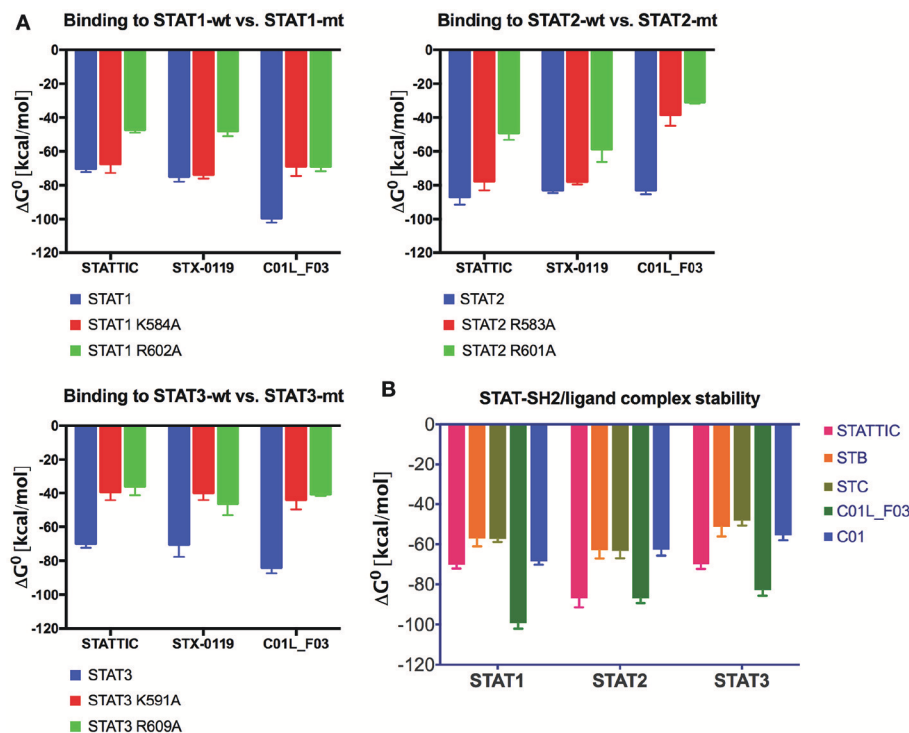 A
Binding to STAT1-wt vs. STAT1-mt
0
-20
-40
-60
-80
-100
-120
ΔG⁰ [kcal/mol]
STATTIC STX-0119 C01L_F03
STAT1
STAT1 K584A
STAT1 R602A
Binding to STAT2-wt vs. STAT2-mt
0
-20
-40
-60
-80
-100
-120
ΔG⁰ [kcal/mol]
STATTIC STX-0119 C01L_F03
STAT2
STAT2 R583A
STAT2 R601A
Binding to STAT3-wt vs. STAT3-mt
0
-20
-40
-60
-80
-100
-120
ΔG⁰ [kcal/mol]
STATTIC STX-0119 C01L_F03
STAT3
STAT3 K591A
STAT3 R609A
B
STAT-SH2/ligand complex stability
0
-20
-40
-60
-80
-100
-120
ΔG⁰ [kcal/mol]
STAT1 STAT2 STAT3
STATTIC
STB
STC
C01L_F03
C01